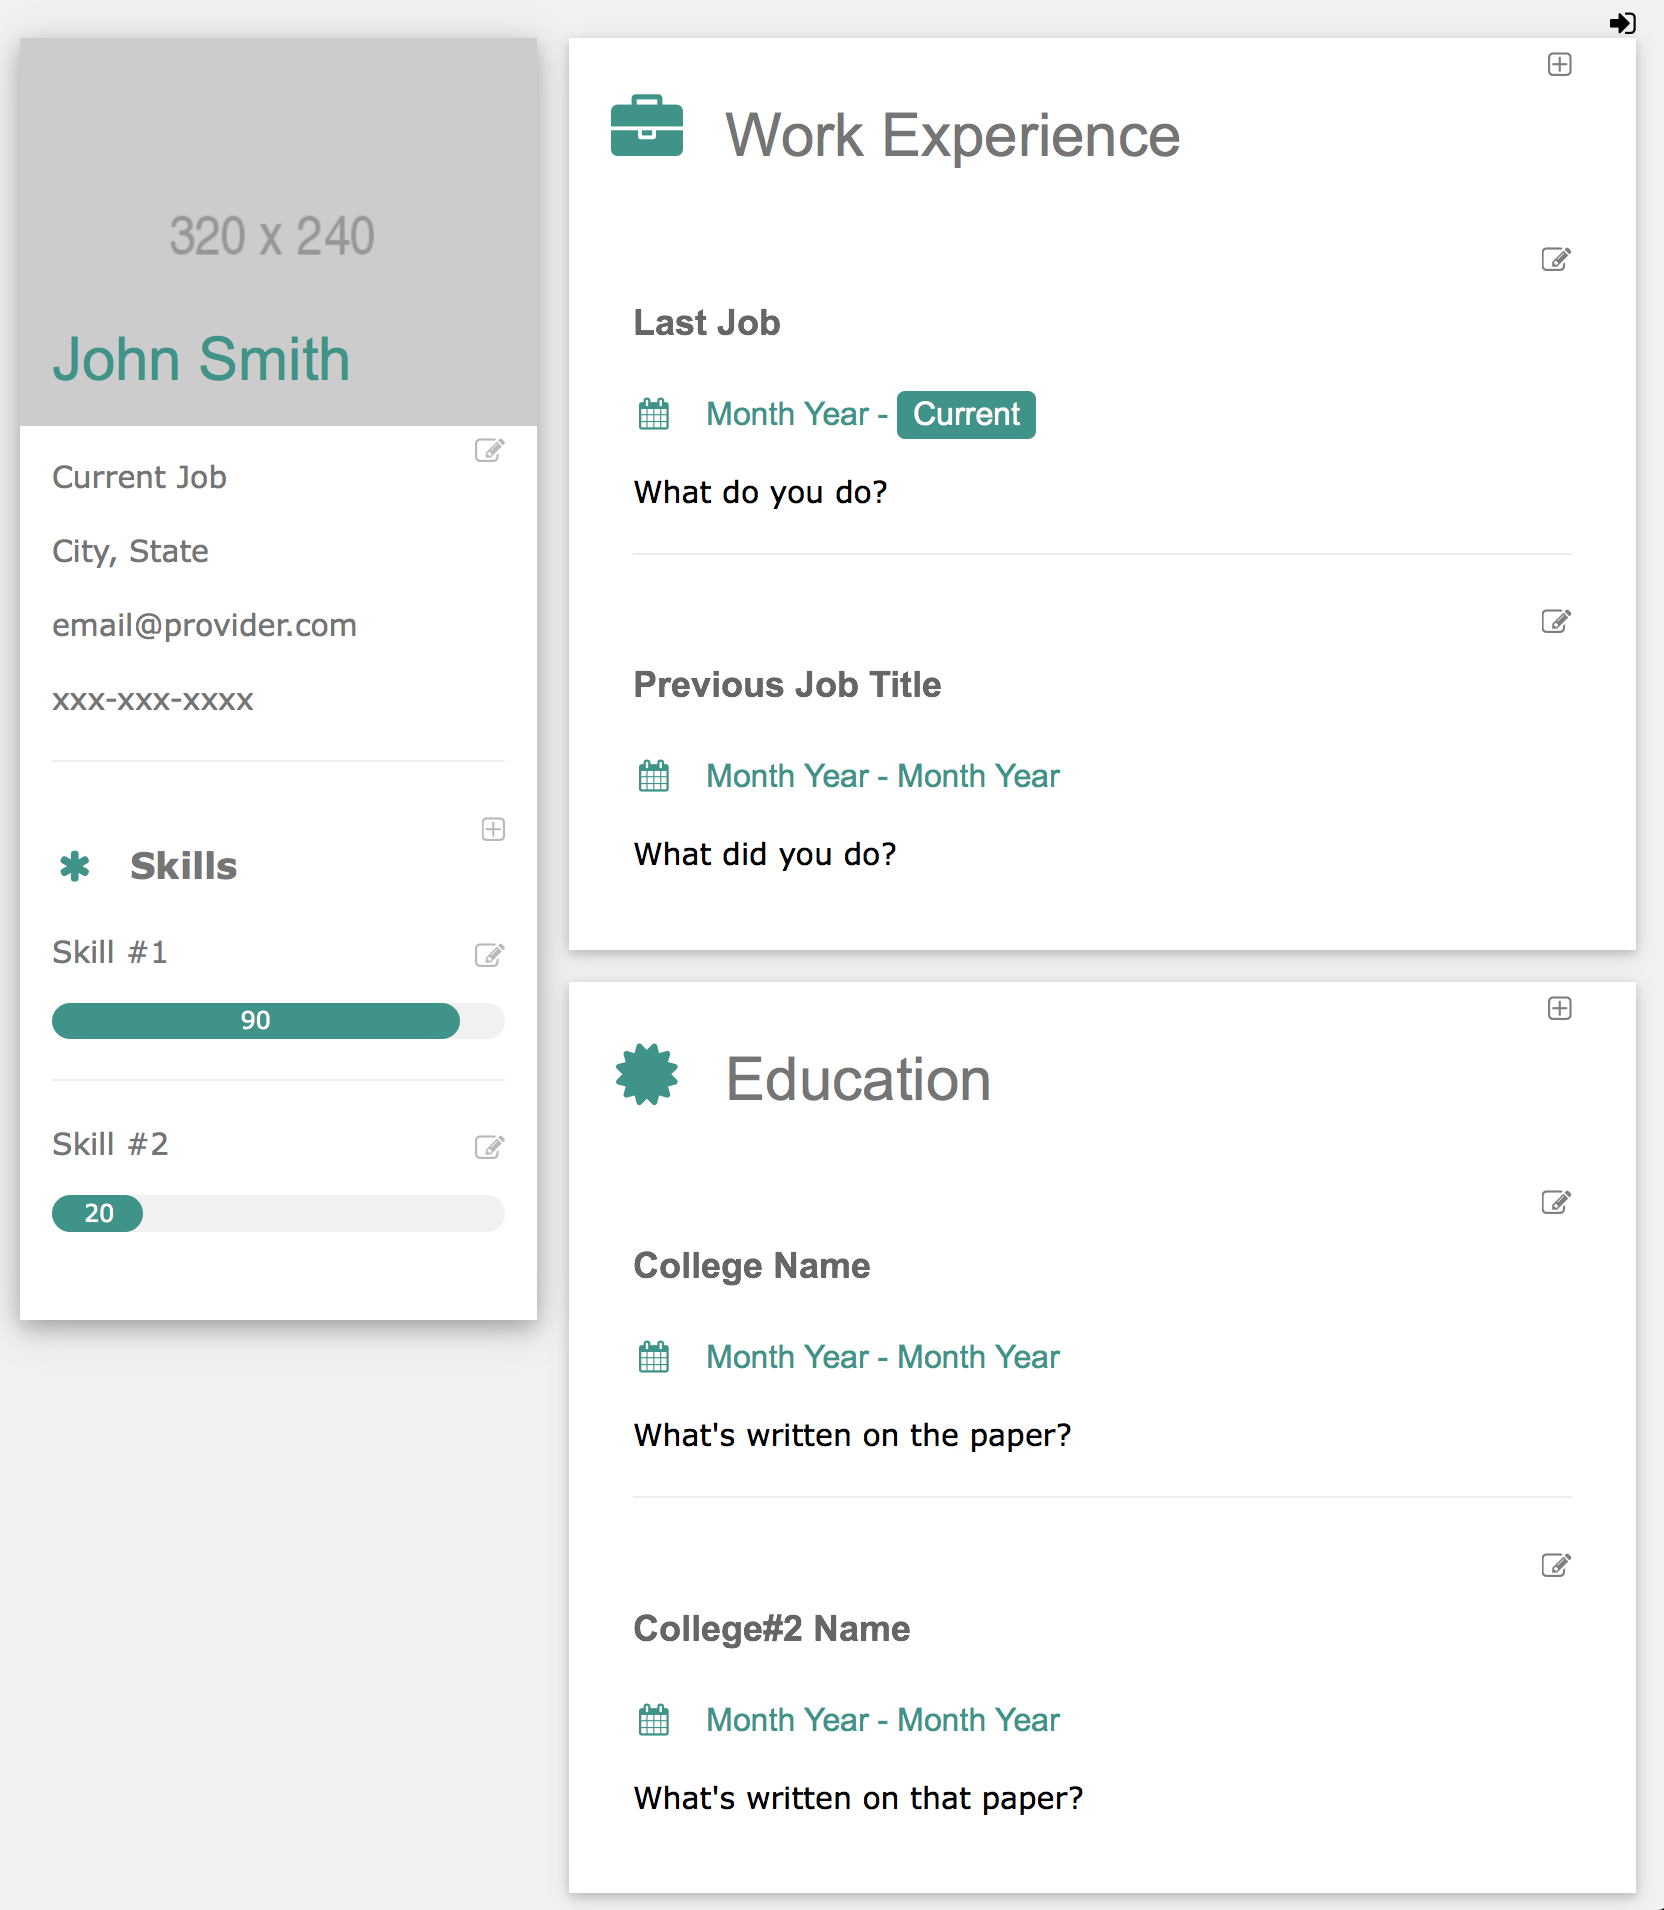 320 x 240
John Smith
Current Job
City, State
email@provider.com
xxx-xxx-xxxx
Skills
Skill #1
90
Skill #2
20
Work Experience
Last Job
Month Year - Current
What do you do?
Previous Job Title
Month Year - Month Year
What did you do?
Education
College Name
Month Year - Month Year
What's written on the paper?
College#2 Name
Month Year - Month Year
What's written on that paper?